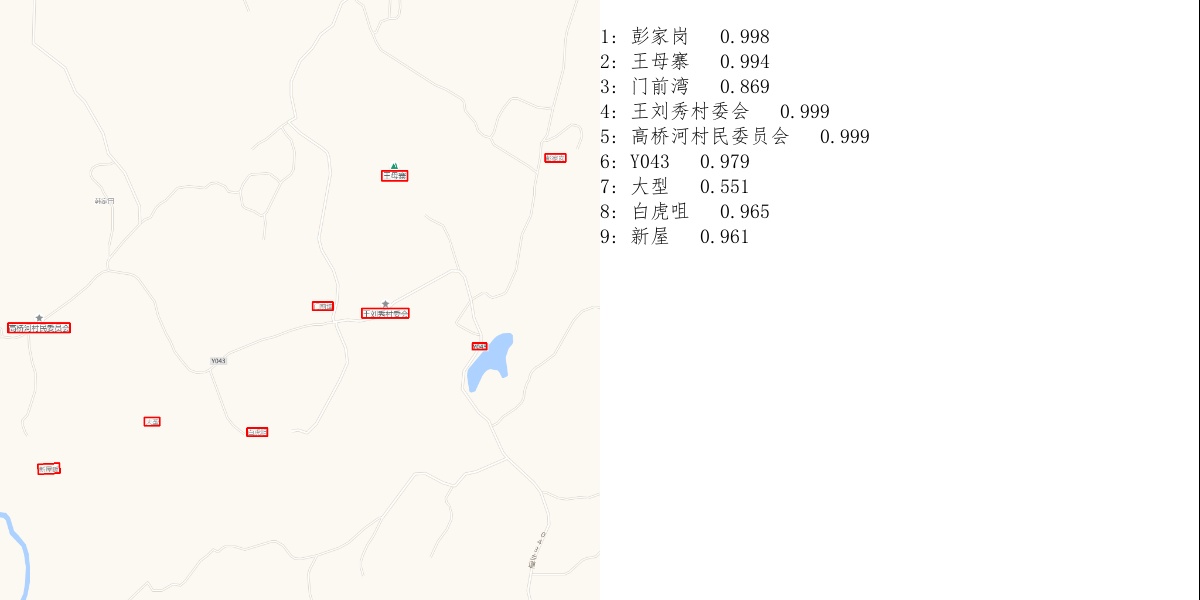 王母寨
韩家凹
王刘秀村委会
高桥河村民委员会
Y043
Y043
1: 彭家岗 0.998
2: 王母寨 0.994
3: 门前湾 0.869
4: 王刘秀村委会 0.999
5: 高桥河村民委员会 0.999
6: Y043 0.979
7: 大型 0.551
8: 白虎咀 0.965
9: 新屋 0.961